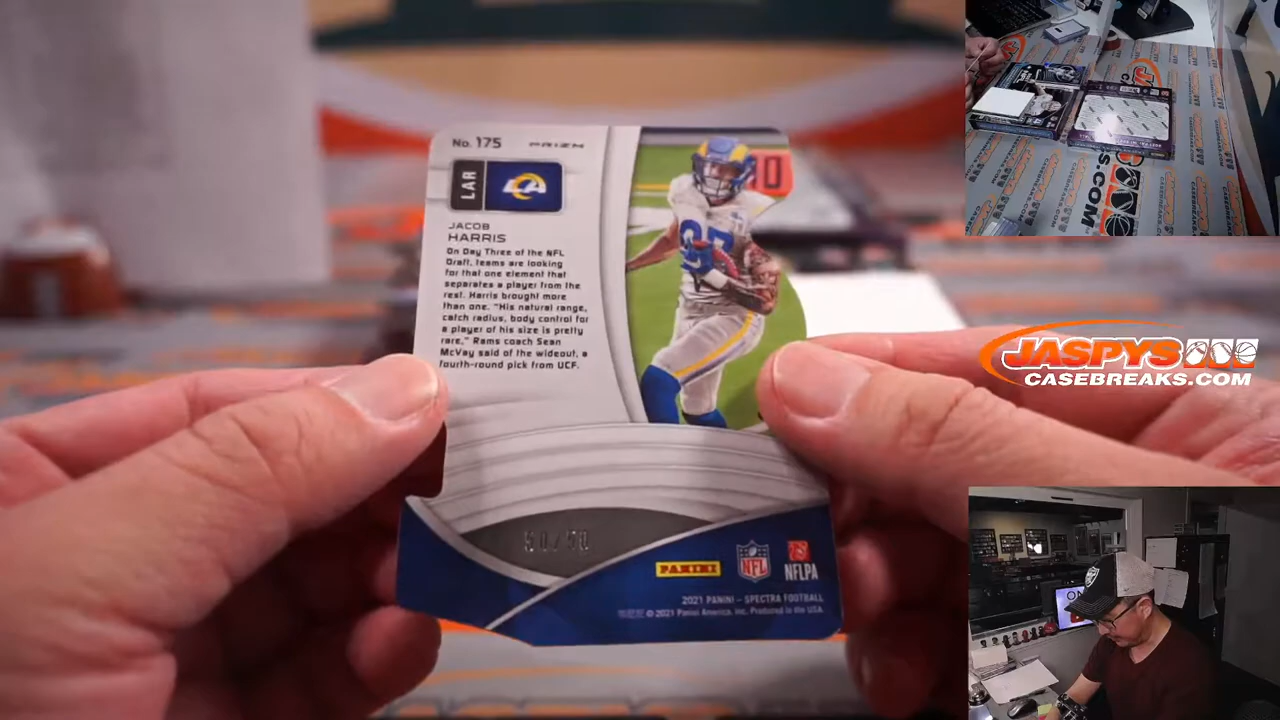 No. 175
PRIZM
LAR
JACOB
HARRIS
On Day Three of the NFL
Draft, teams are looking
for that one element that
separates a player from the
rest. Harris brought more
than one. "His natural range,
catch radius, body control for
a player of his size is pretty
rare," Rams coach Sean
McVay said of the wideout, a
fourth-round pick from UCF.
PANINI
NFL
NFLPA
2021 PANINI – SPECTRA FOOTBALL
© 2021 Panini America, Inc. Produced in the USA.
JASPYS
CASEBREAKS.COM